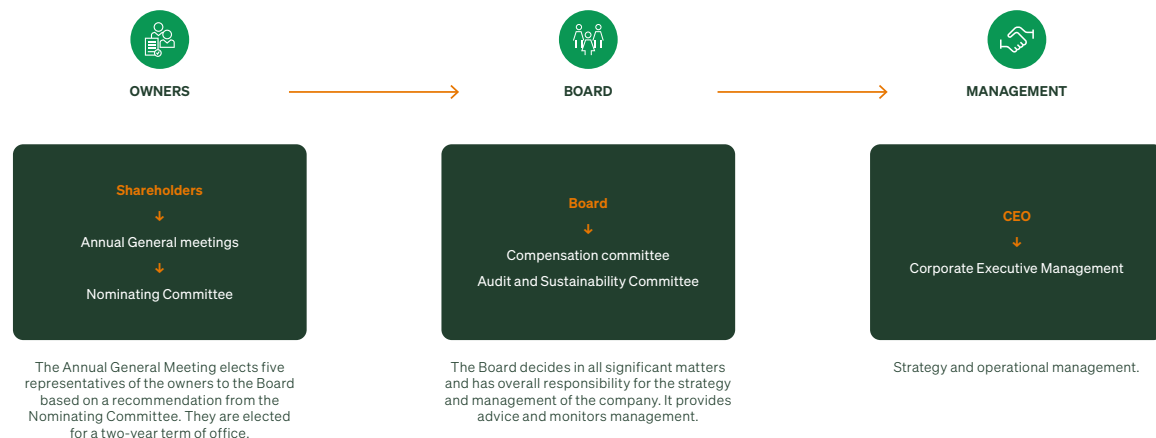 OWNERS
BOARD
MANAGEMENT
Shareholders
Annual General meetings
Nominating Committee
Board
Compensation committee
Audit and Sustainability Committee
CEO
Corporate Executive Management
The Annual General Meeting elects five
representatives of the owners to the Board
based on a recommendation from the
Nominating Committee. They are elected
for a two-year term of office.
The Board decides in all significant matters
and has overall responsibility for the strategy
and management of the company. It provides
advice and monitors management.
Strategy and operational management.